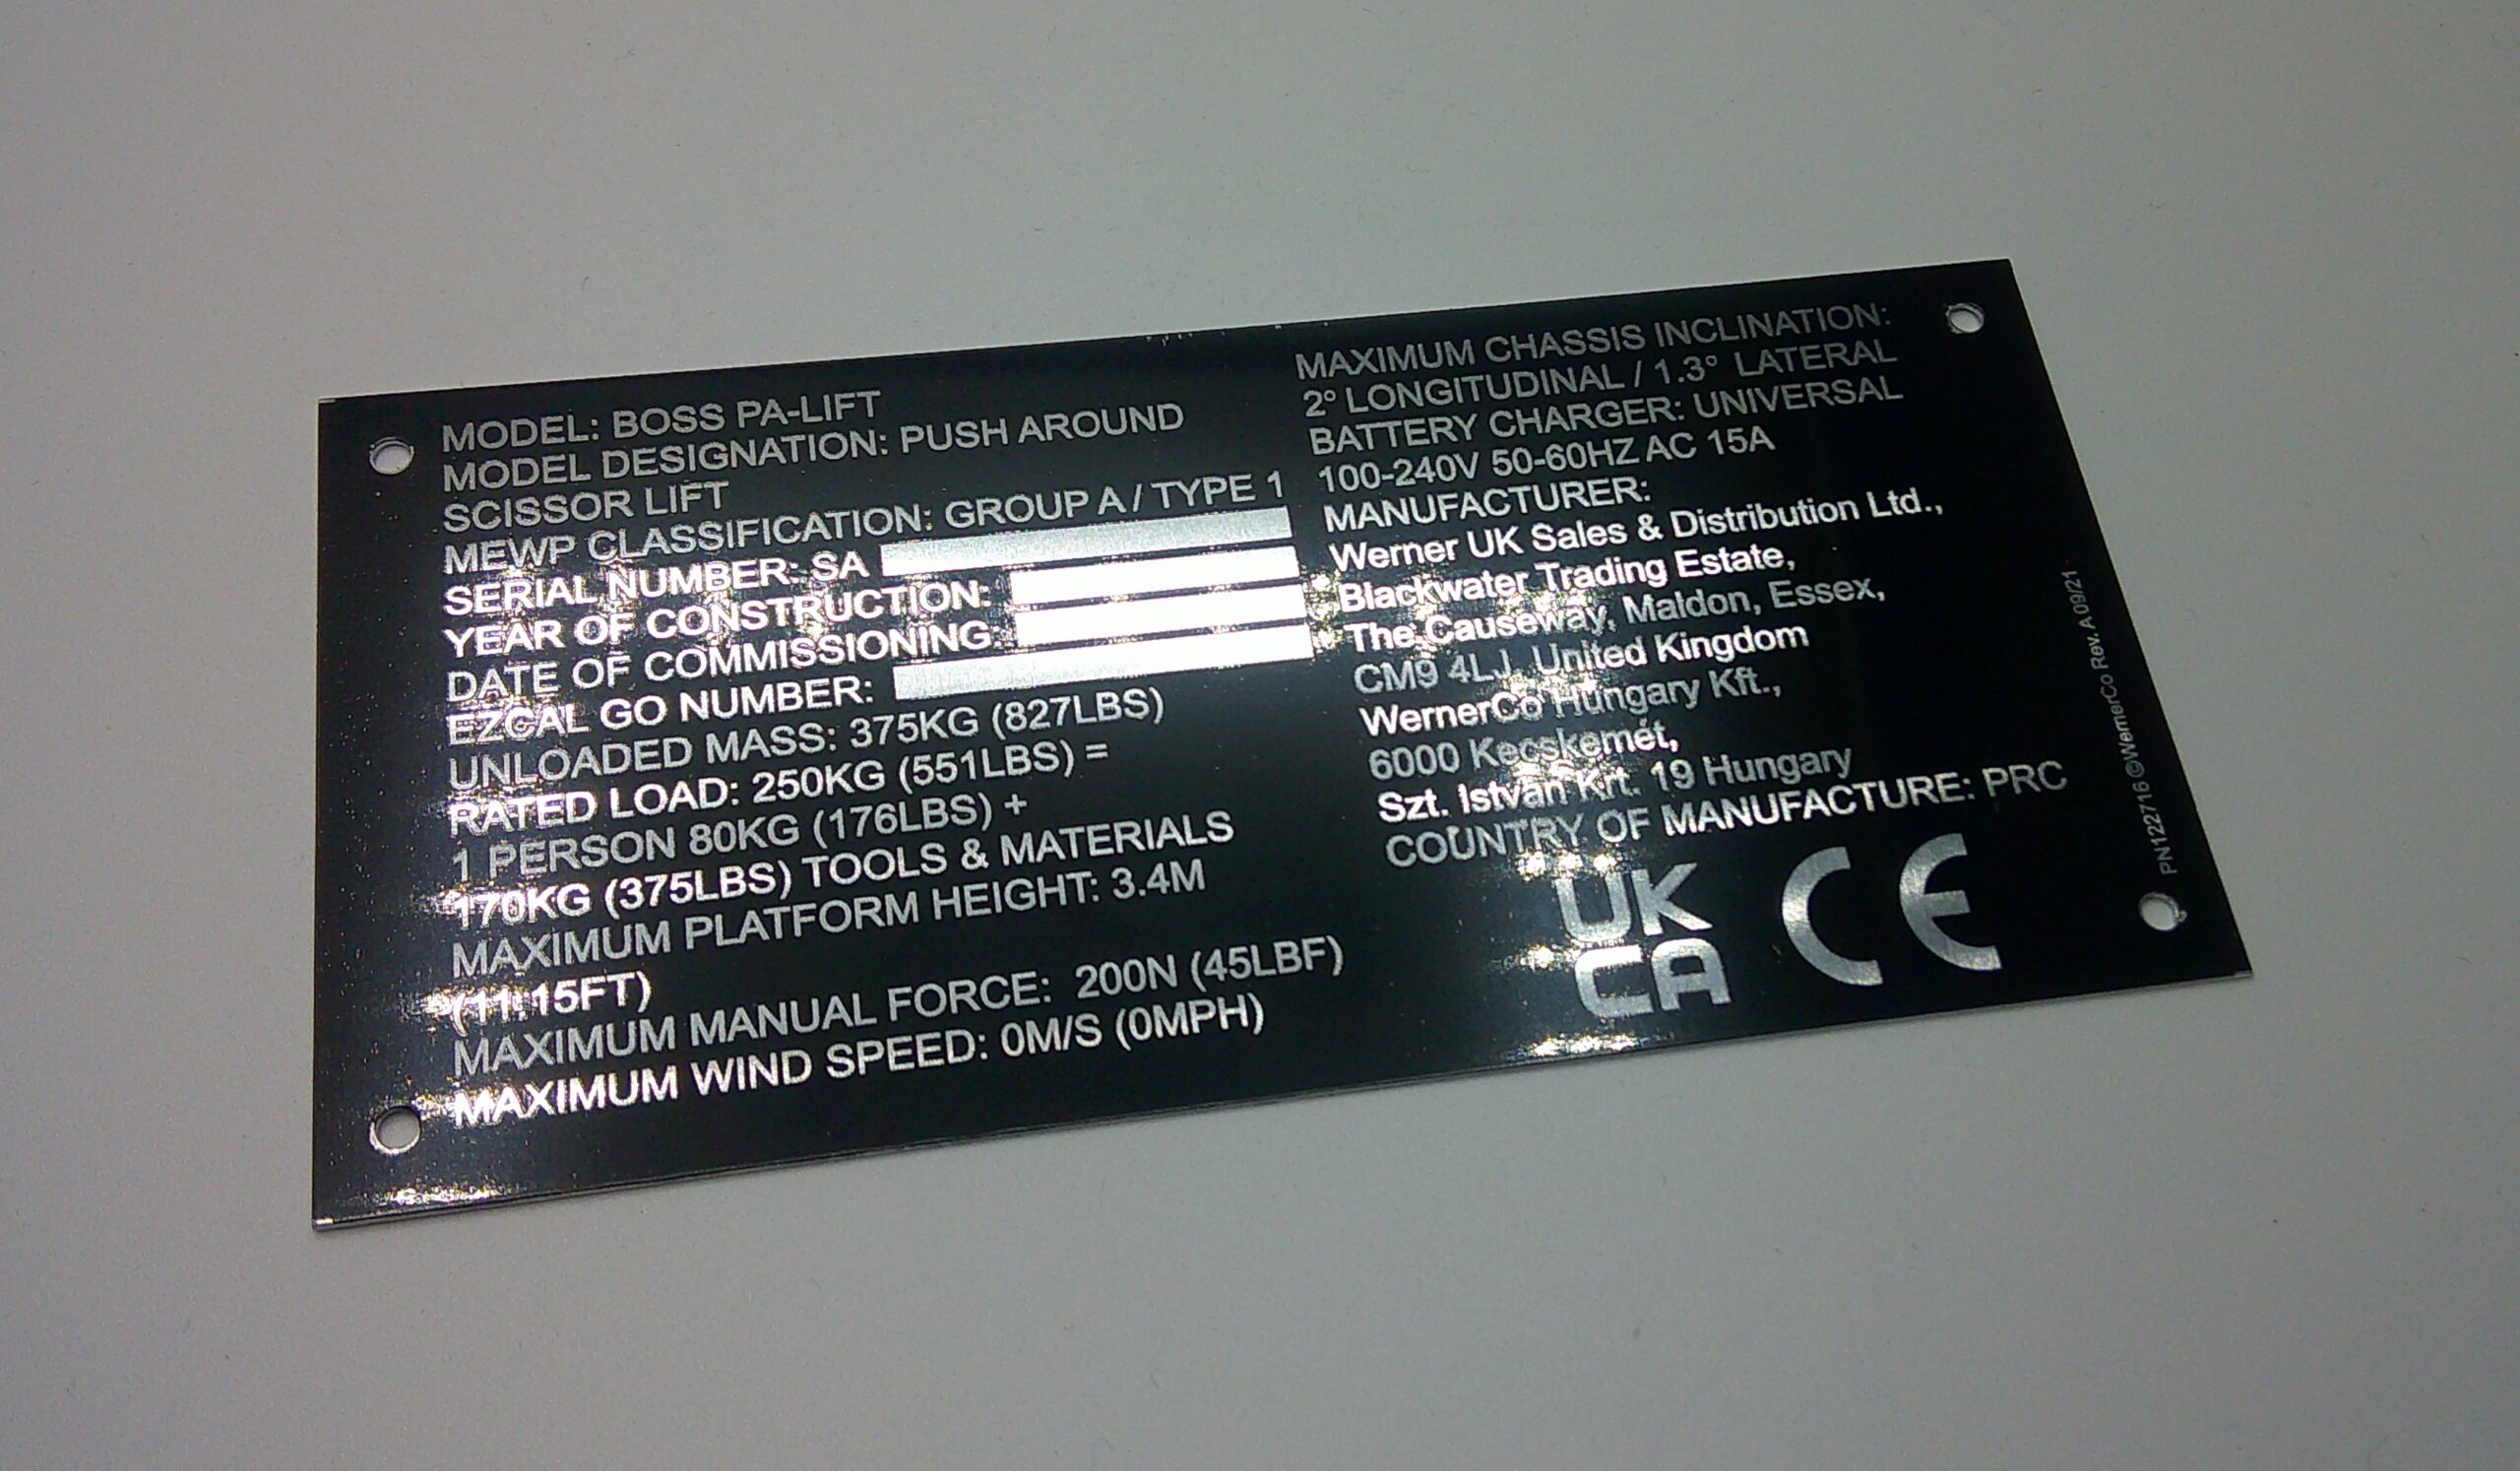 MODEL: BOSS PA-LIFT
MODEL DESIGNATION: PUSH AROUND
SCISSOR LIFT
MEWP CLASSIFICATION: GROUP A / TYPE 1
SERIAL NUMBER: SA
YEAR OF CONSTRUCTION:
DATE OF COMMISSIONING:
EZCAL GO NUMBER:
UNLOADED MASS: 375KG (827LBS)
RATED LOAD: 250KG (551LBS) =
1 PERSON 80KG (176LBS) +
170KG (375LBS) TOOLS & MATERIALS
MAXIMUM PLATFORM HEIGHT: 3.4M
(11.15FT)
MAXIMUM MANUAL FORCE: 200N (45LBF)
MAXIMUM WIND SPEED: 0M/S (0MPH)
MAXIMUM CHASSIS INCLINATION:
2° LONGITUDINAL / 1.3° LATERAL
BATTERY CHARGER: UNIVERSAL
100-240V 50-60HZ AC 15A
MANUFACTURER:
Werner UK Sales & Distribution Ltd.,
Blackwater Trading Estate,
The Causeway, Maldon, Essex,
CM9 4LJ, United Kingdom
WernerCo Hungary Kft.,
6000 Kecskemét,
Szt. István Krt. 19 Hungary
COUNTRY OF MANUFACTURE: PRC
UK
CA
CE
PN122716 ©WernerCo Rev. A 09/21